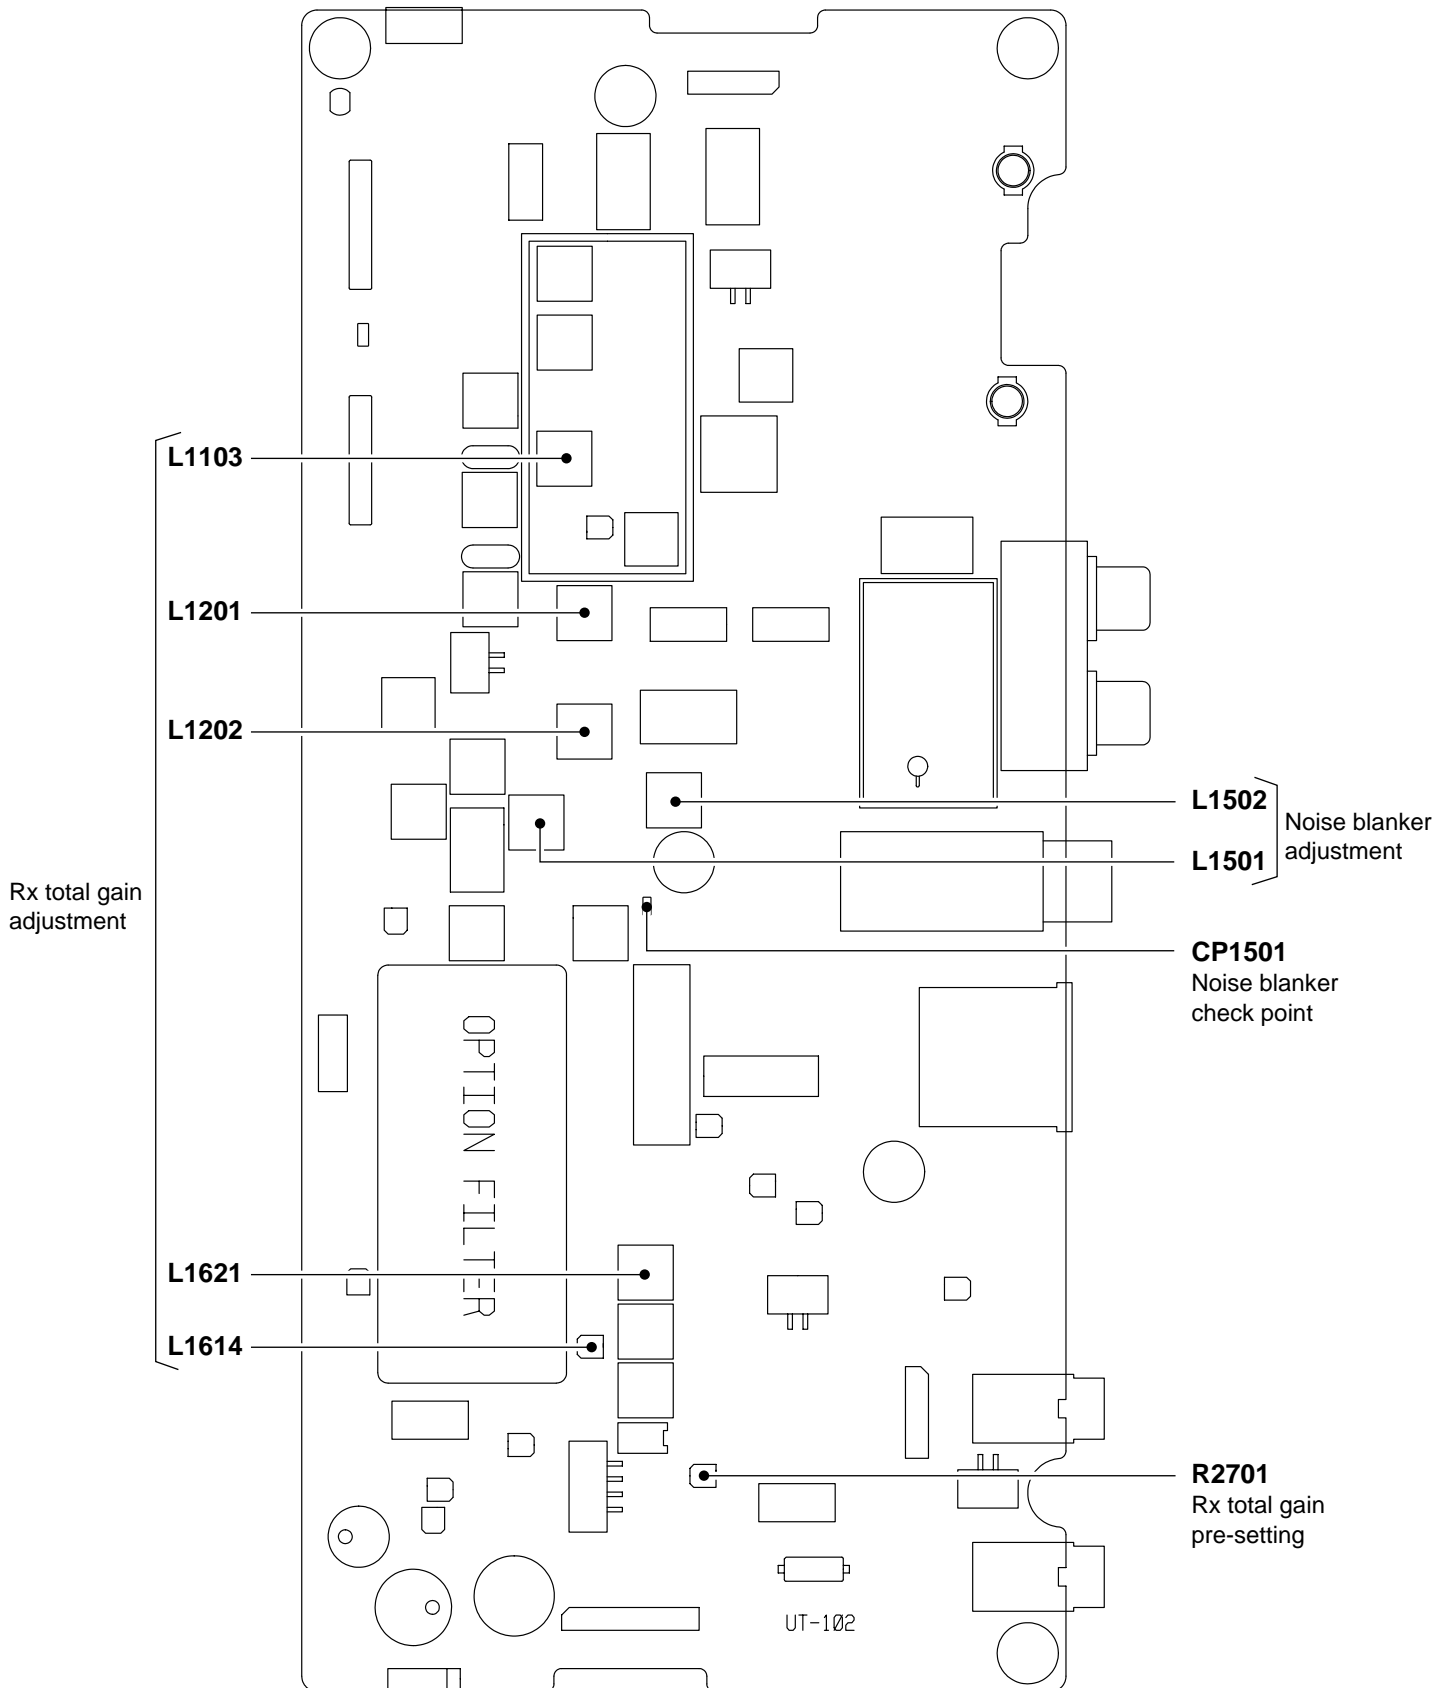 L1103
L1201
L1202
L1502
Noise blanker
adjustment
L1501
Rx total gain
adjustment
CP1501
Noise blanker
check point
OPTION FILTER
L1621
L1614
R2701
Rx total gain
pre-setting
UT-102